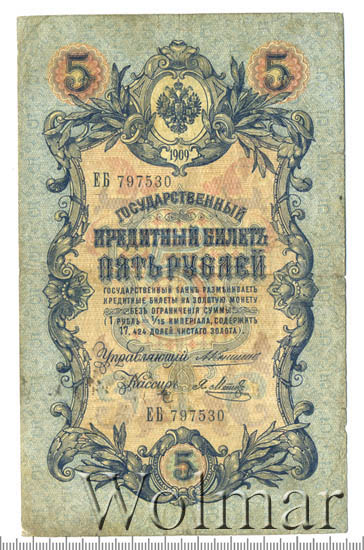 5 5
1909
ЕБ 797530
ГОСУДАРСТВЕННЫЙ
КРЕДИТНЫЙ БИЛЕТЪ
ПЯТЬ РУБЛЕЙ
ГОСУДАРСТВЕННЫЙ БАНКЪ РАЗМѢНИВАЕТЪ
КРЕДИТНЫЕ БИЛЕТЫ НА ЗОЛОТУЮ МОНЕТУ
БЕЗЪ ОГРАНИЧЕНІЯ СУММЫ
(1 РУБЛЬ = 1/15 ИМПЕРІАЛА, СОДЕРЖИТЪ
17,424 ДОЛЕЙ ЧИСТАГО ЗОЛОТА).
Управляющій
Кассиръ
ЕБ 797530
5
Wolmar